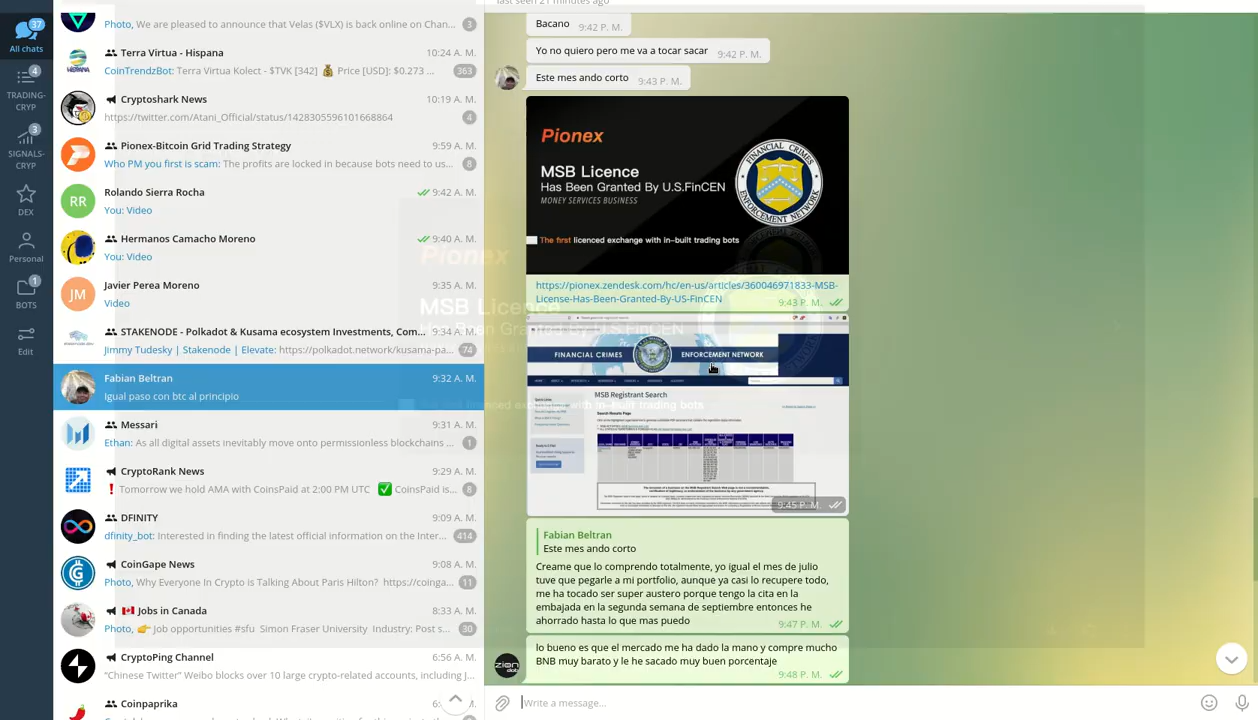 last seen 21 minutes ago
37
All chats
4
TRADING-
CRYP
3
SIGNALS-
CRYP
DEX
Personal
1
BOTS
Edit
Photo, We are pleased to announce that Velas ($VLX) is back online on Chan...
3
Terra Virtua - Hispana
10:24 A. M.
CoinTrendzBot: Terra Virtua Kolect - $TVK [342] 💰 Price [USD]: $0.273 ...
363
Cryptoshark News
10:19 A. M.
https://twitter.com/Atani_Official/status/1428305596101668864
4
Pionex-Bitcoin Grid Trading Strategy
9:59 A. M.
Who PM you first is scam: The profits are locked in because bots need to us...
8
RR
Rolando Sierra Rocha
9:42 A. M.
You: Video
Hermanos Camacho Moreno
9:40 A. M.
You: Video
JM
Javier Perea Moreno
9:35 A. M.
Video
STAKENODE - Polkadot & Kusama ecosystem Investments, Com...
9:34 A. M.
Jimmy Tudesky | Stakenode | Elevate: https://polkadot.network/kusama-pa...
74
Fabian Beltran
9:32 A. M.
Igual paso con btc al principio
Messari
9:31 A. M.
Ethan: As all digital assets inevitably move onto permissionless blockchains ...
1
CryptoRank News
9:29 A. M.
❗ Tomorrow we hold AMA with CoinsPaid at 2:00 PM UTC ✅ CoinsPaid is...
8
DFINITY
9:09 A. M.
dfinity_bot: Interested in finding the latest official information on the Inter...
414
CoinGape News
9:08 A. M.
Photo, Why Everyone In Crypto is Talking About Paris Hilton? https://coinga...
11
🇨🇦 Jobs in Canada
8:33 A. M.
Photo, 👉 Job opportunities #sfu Simon Fraser University Industry: Post s...
30
CryptoPing Channel
6:56 A. M.
“Chinese Twitter” Weibo blocks over 10 large crypto-related accounts, including J...
Coinpaprika
Bacano
9:42 P. M.
Yo no quiero pero me va a tocar sacar
9:42 P. M.
Este mes ando corto
9:43 P. M.
Pionex
MSB Licence
Has Been Granted By U.S.FinCEN
MONEY SERVICES BUSINESS
The first licenced exchange with in-built trading bots
FINANCIAL CRIMES
ENFORCEMENT NETWORK
https://pionex.zendesk.com/hc/en-us/articles/360046971833-MSB-
License-Has-Been-Granted-By-US-FinCEN
9:43 P. M.
FINANCIAL CRIMES
ENFORCEMENT NETWORK
MSB Registrant Search
9:45 P. M.
Fabian Beltran
Este mes ando corto
Creame que lo comprendo totalmente, yo igual el mes de julio
tuve que pegarle a mi portfolio, aunque ya casi lo recupere todo,
me ha tocado ser super austero porque tengo la cita en la
embajada en la segunda semana de septiembre entonces he
ahorrado hasta lo que mas puedo
9:47 P. M.
zion
lo bueno es que el mercado me ha dado la mano y compre mucho
BNB muy barato y le he sacado muy buen porcentaje
9:48 P. M.
Write a message...